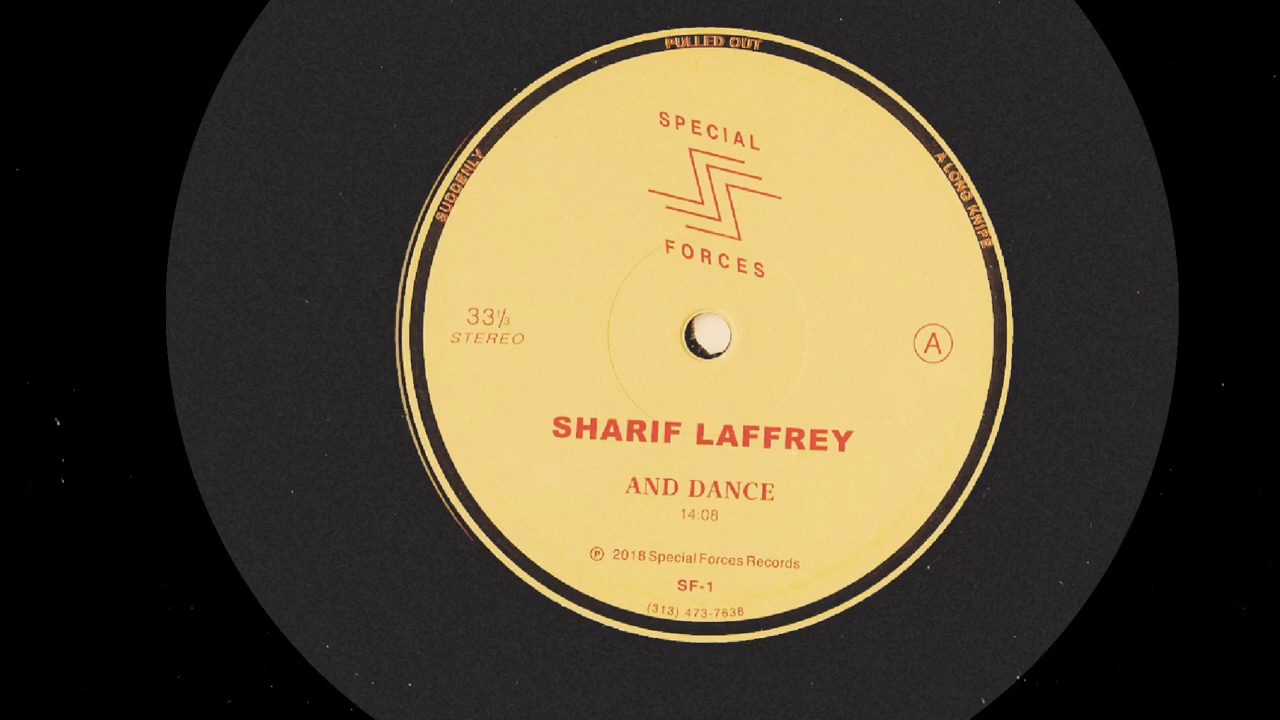 SUDDENLY
PULLED OUT
A LONG KNIFE
SPECIAL
FORCES
33⅓
STEREO
A
SHARIF LAFFREY
AND DANCE
14:08
℗ 2018 Special Forces Records
SF-1
(313) 473-7638